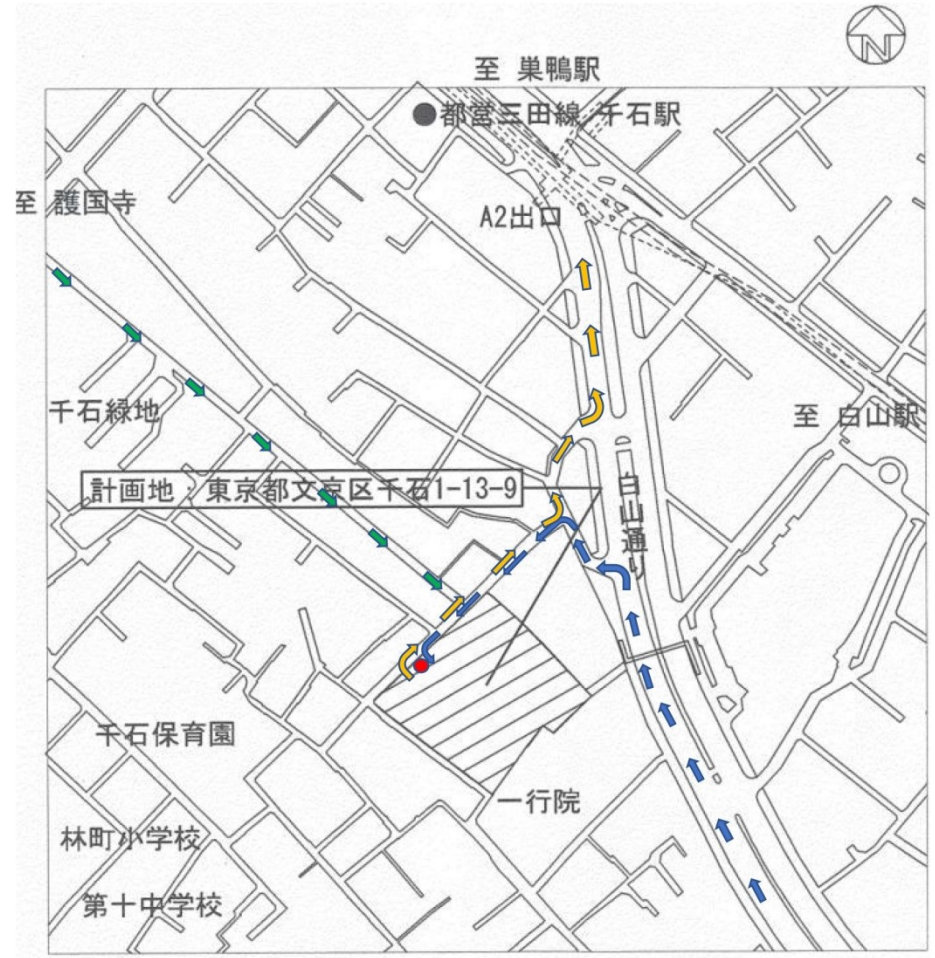 N
至 巣鴨駅
都営三田線 千石駅
至 護国寺
A2出口
千石緑地
至 白山駅
計画地：東京都文京区千石1-13-9
白山通り
千石保育園
一行院
林町小学校
第十中学校